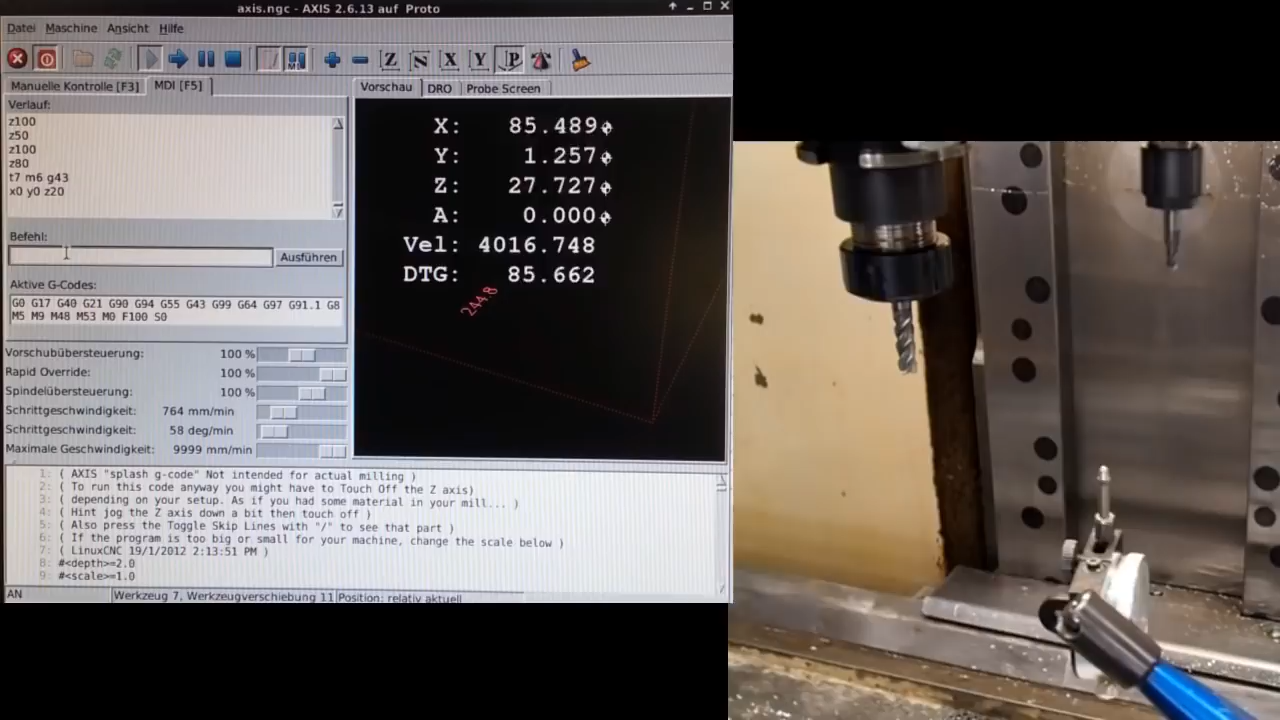 axis.ngc - AXIS 2.6.13 auf Proto
Datei Maschine Ansicht Hilfe
Z N X Y P
Manuelle Kontrolle [F3] MDI [F5]
Vorschau DRO Probe Screen
Verlauf:
z100
z50
z100
z80
t7 m6 g43
x0 y0 z20
Befehl:
Ausführen
Aktive G-Codes:
G0 G17 G40 G21 G90 G94 G55 G43 G99 G64 G97 G91.1 G8
M5 M9 M48 M53 M0 F100 S0
Vorschubübersteuerung: 100 %
Rapid Override: 100 %
Spindelübersteuerung: 100 %
Schrittgeschwindigkeit: 764 mm/min
Schrittgeschwindigkeit: 58 deg/min
Maximale Geschwindigkeit: 9999 mm/min
X: 85.489
Y: 1.257
Z: 27.727
A: 0.000
Vel: 4016.748
DTG: 85.662
244.8
1: ( AXIS "splash g-code" Not intended for actual milling )
2: ( To run this code anyway you might have to Touch Off the Z axis)
3: ( depending on your setup. As if you had some material in your mill... )
4: ( Hint jog the Z axis down a bit then touch off )
5: ( Also press the Toggle Skip Lines with "/" to see that part )
6: ( If the program is too big or small for your machine, change the scale below )
7: ( LinuxCNC 19/1/2012 2:13:51 PM )
8: #<depth>=2.0
9: #<scale>=1.0
AN Werkzeug 7, Werkzeugverschiebung 11 Position: relativ aktuell